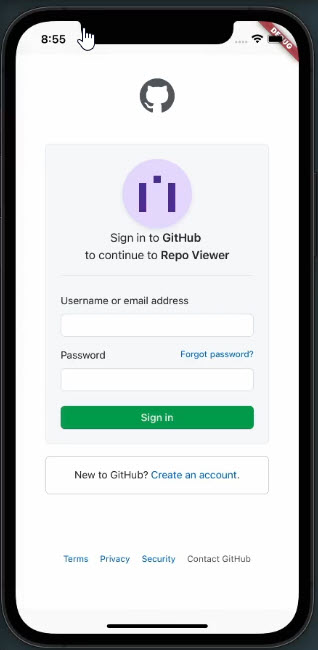 8:55
DEBUG
Sign in to GitHub
to continue to Repo Viewer
Username or email address
Password Forgot password?
Sign in
New to GitHub? Create an account.
Terms Privacy Security Contact GitHub